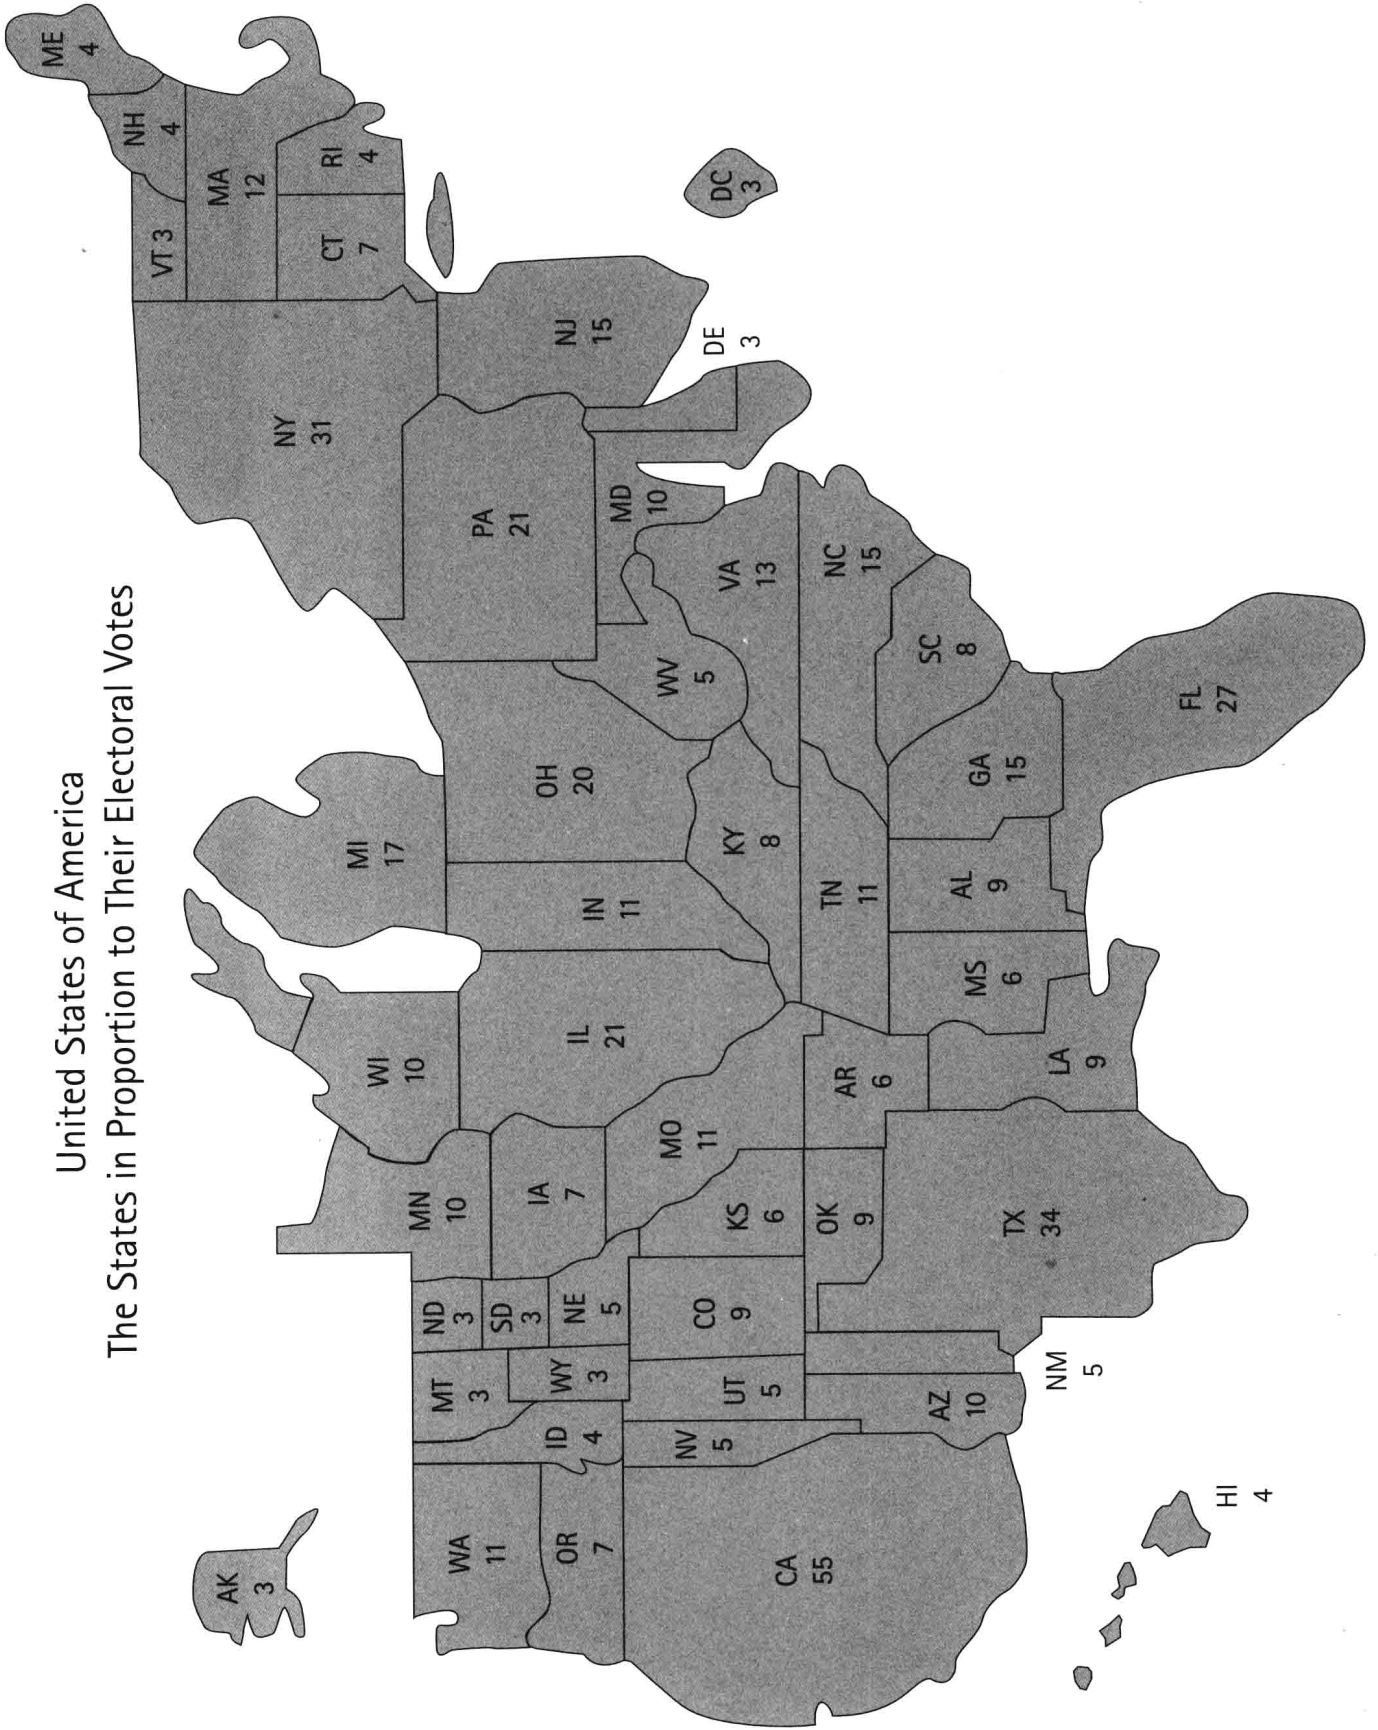 United States of America
The States in Proportion to Their Electoral Votes
AK
3
WA
11
OR
7
CA
55
HI
4
ID
4
NV
5
MT
3
WY
3
UT
5
AZ
10
NM
5
ND
3
SD
3
NE
5
CO
9
KS
6
OK
9
TX
34
MN
10
IA
7
MO
11
AR
6
LA
9
WI
10
IL
21
MS
6
MI
17
IN
11
KY
8
TN
11
AL
9
OH
20
WV
5
GA
15
FL
27
SC
8
NC
15
VA
13
MD
10
PA
21
NY
31
NJ
15
DE
3
DC
3
VT 3
NH
4
ME
4
MA
12
CT
7
RI
4